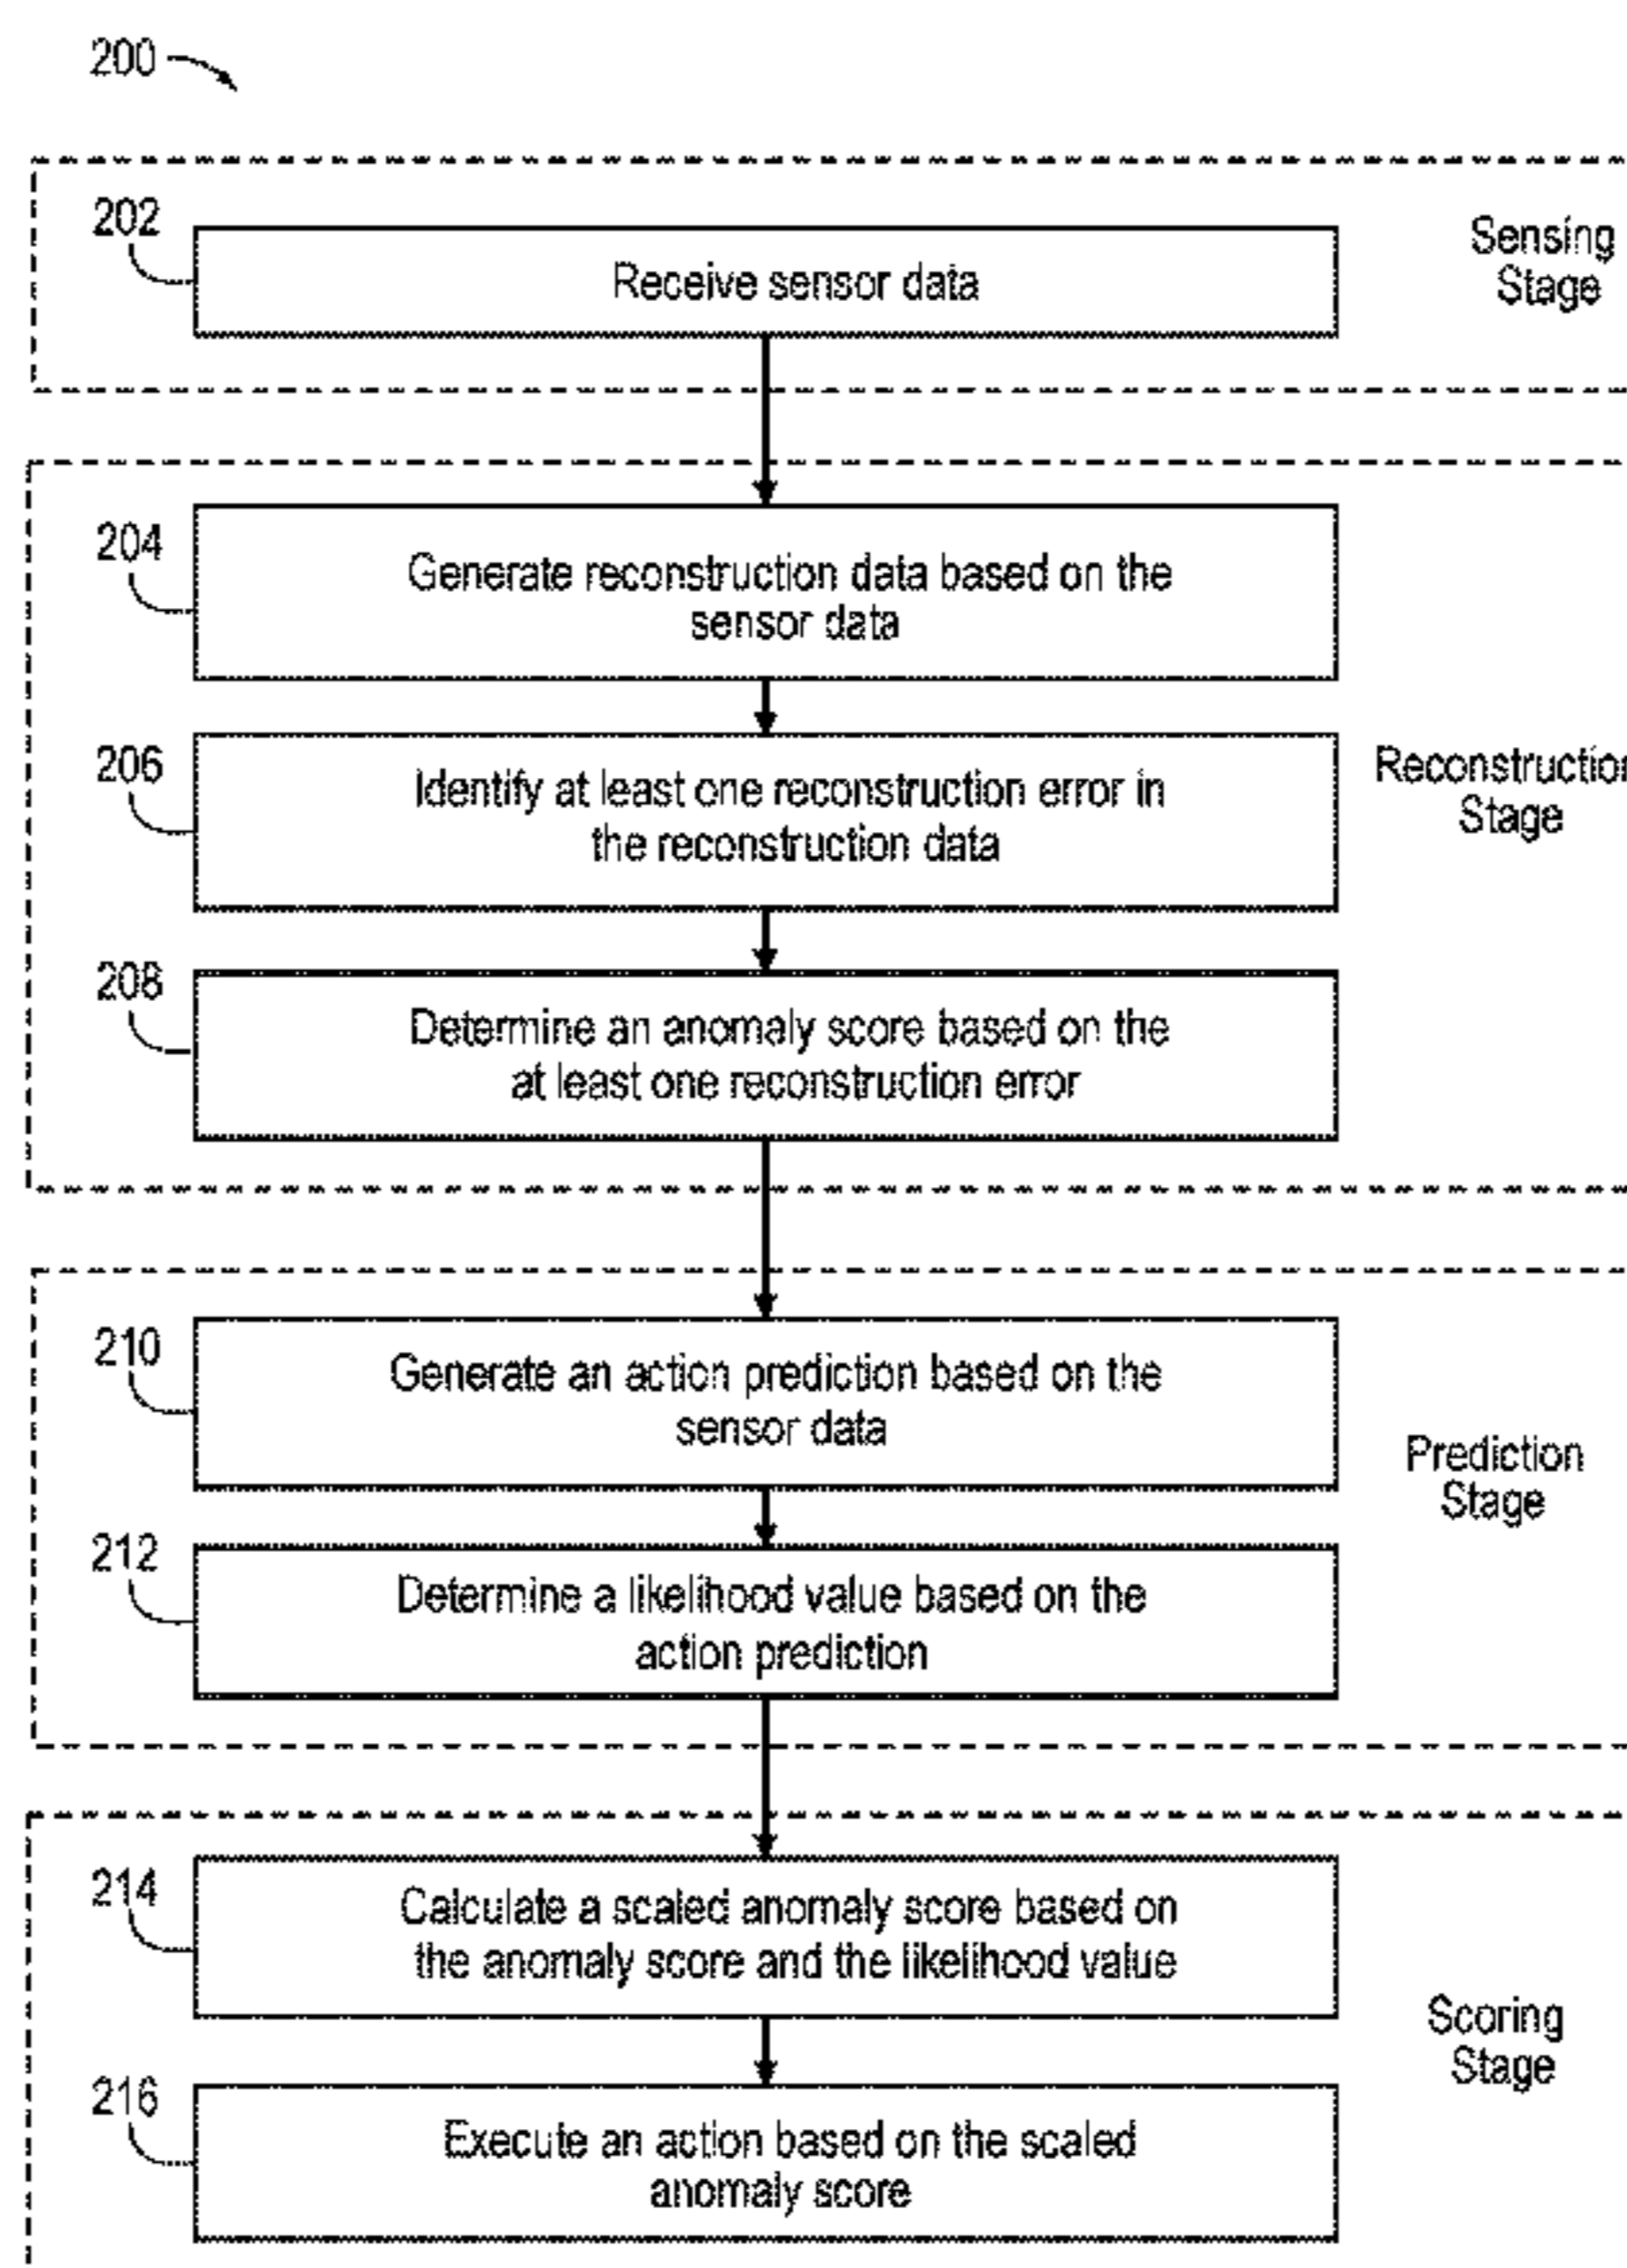 200
202
Receive sensor data
Sensing
Stage
204
Generate reconstruction data based on the
sensor data
206
Identify at least one reconstruction error in
the reconstruction data
Reconstruction
Stage
208
Determine an anomaly score based on the
at least one reconstruction error
210
Generate an action prediction based on the
sensor data
Prediction
Stage
212
Determine a likelihood value based on the
action prediction
214
Calculate a scaled anomaly score based on
the anomaly score and the likelihood value
Scoring
Stage
216
Execute an action based on the scaled
anomaly score